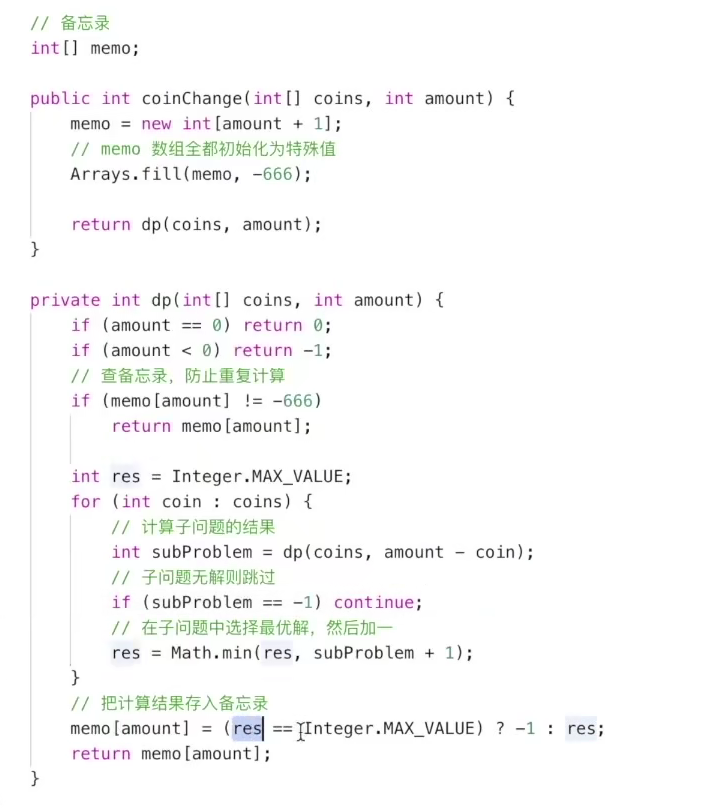 // 备忘录
int[] memo;
public int coinChange(int[] coins, int amount) {
memo = new int[amount + 1];
// memo 数组全都初始化为特殊值
Arrays.fill(memo, -666);
return dp(coins, amount);
}
private int dp(int[] coins, int amount) {
if (amount == 0) return 0;
if (amount < 0) return -1;
// 查备忘录，防止重复计算
if (memo[amount] != -666)
return memo[amount];
int res = Integer.MAX_VALUE;
for (int coin : coins) {
// 计算子问题的结果
int subProblem = dp(coins, amount - coin);
// 子问题无解则跳过
if (subProblem == -1) continue;
// 在子问题中选择最优解，然后加一
res = Math.min(res, subProblem + 1);
}
// 把计算结果存入备忘录
memo[amount] = (res == Integer.MAX_VALUE) ? -1 : res;
return memo[amount];
}